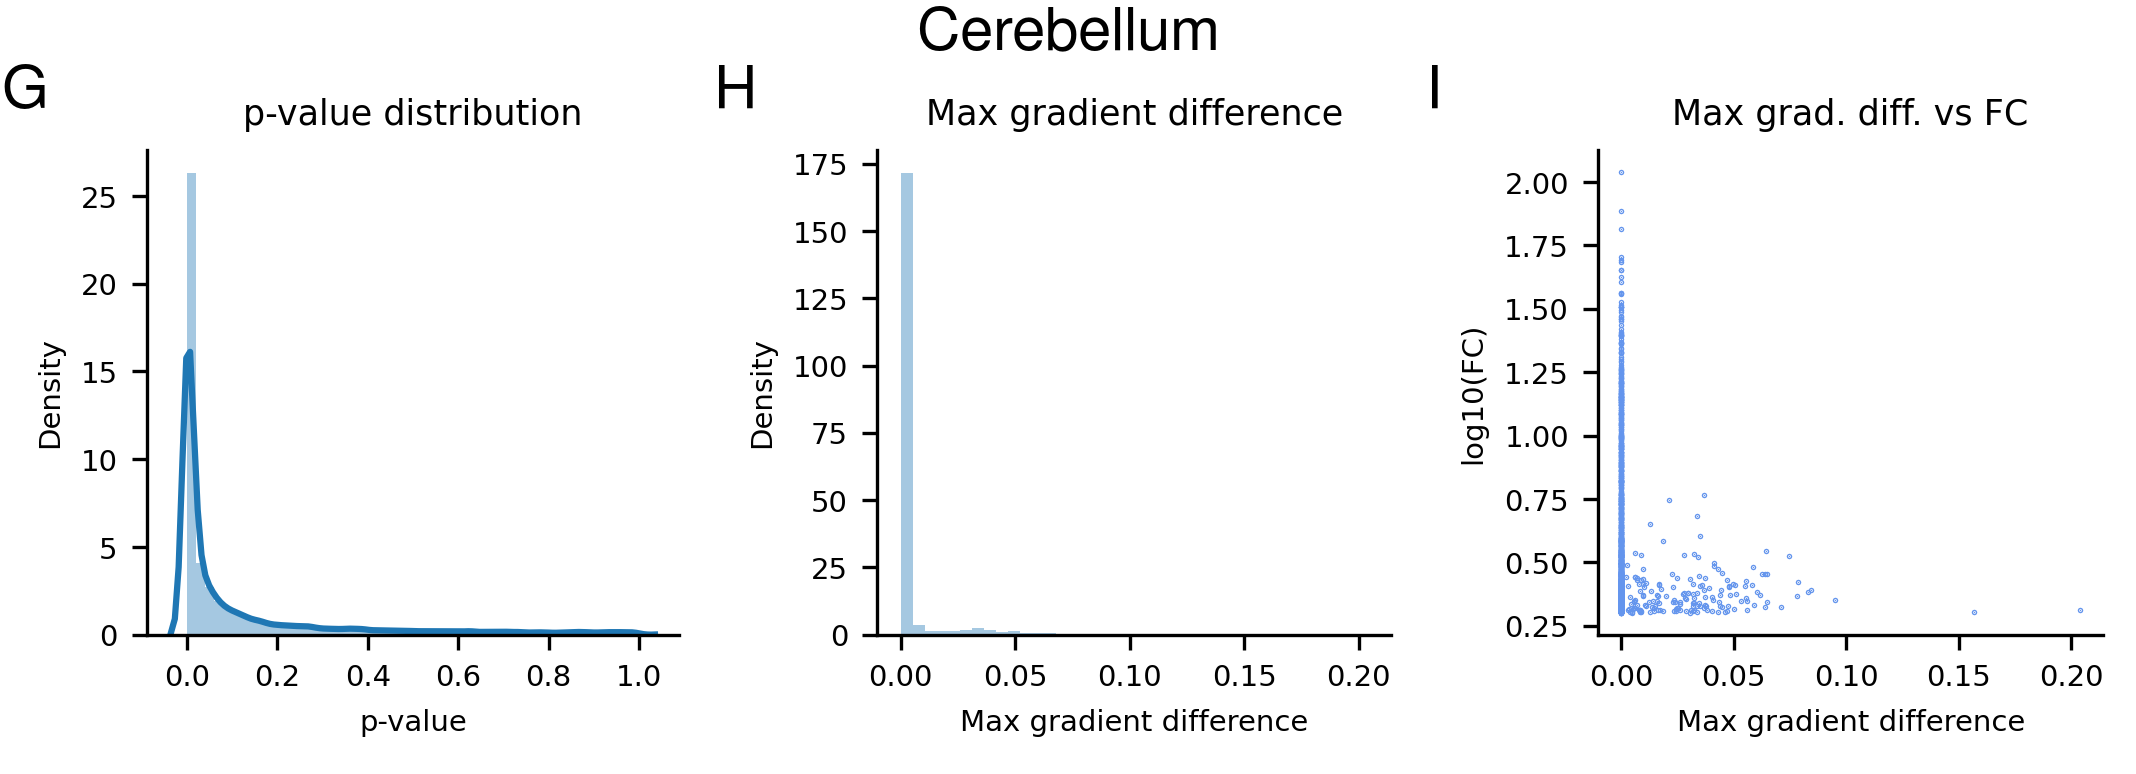 Cerebellum
G
p-value distribution
Density
25
20
15
10
5
0
0.0 0.2 0.4 0.6 0.8 1.0
p-value
H
Max gradient difference
Density
175
150
125
100
75
50
25
0
0.00 0.05 0.10 0.15 0.20
Max gradient difference
I
Max grad. diff. vs FC
log10(FC)
2.00
1.75
1.50
1.25
1.00
0.75
0.50
0.25
0.00 0.05 0.10 0.15 0.20
Max gradient difference